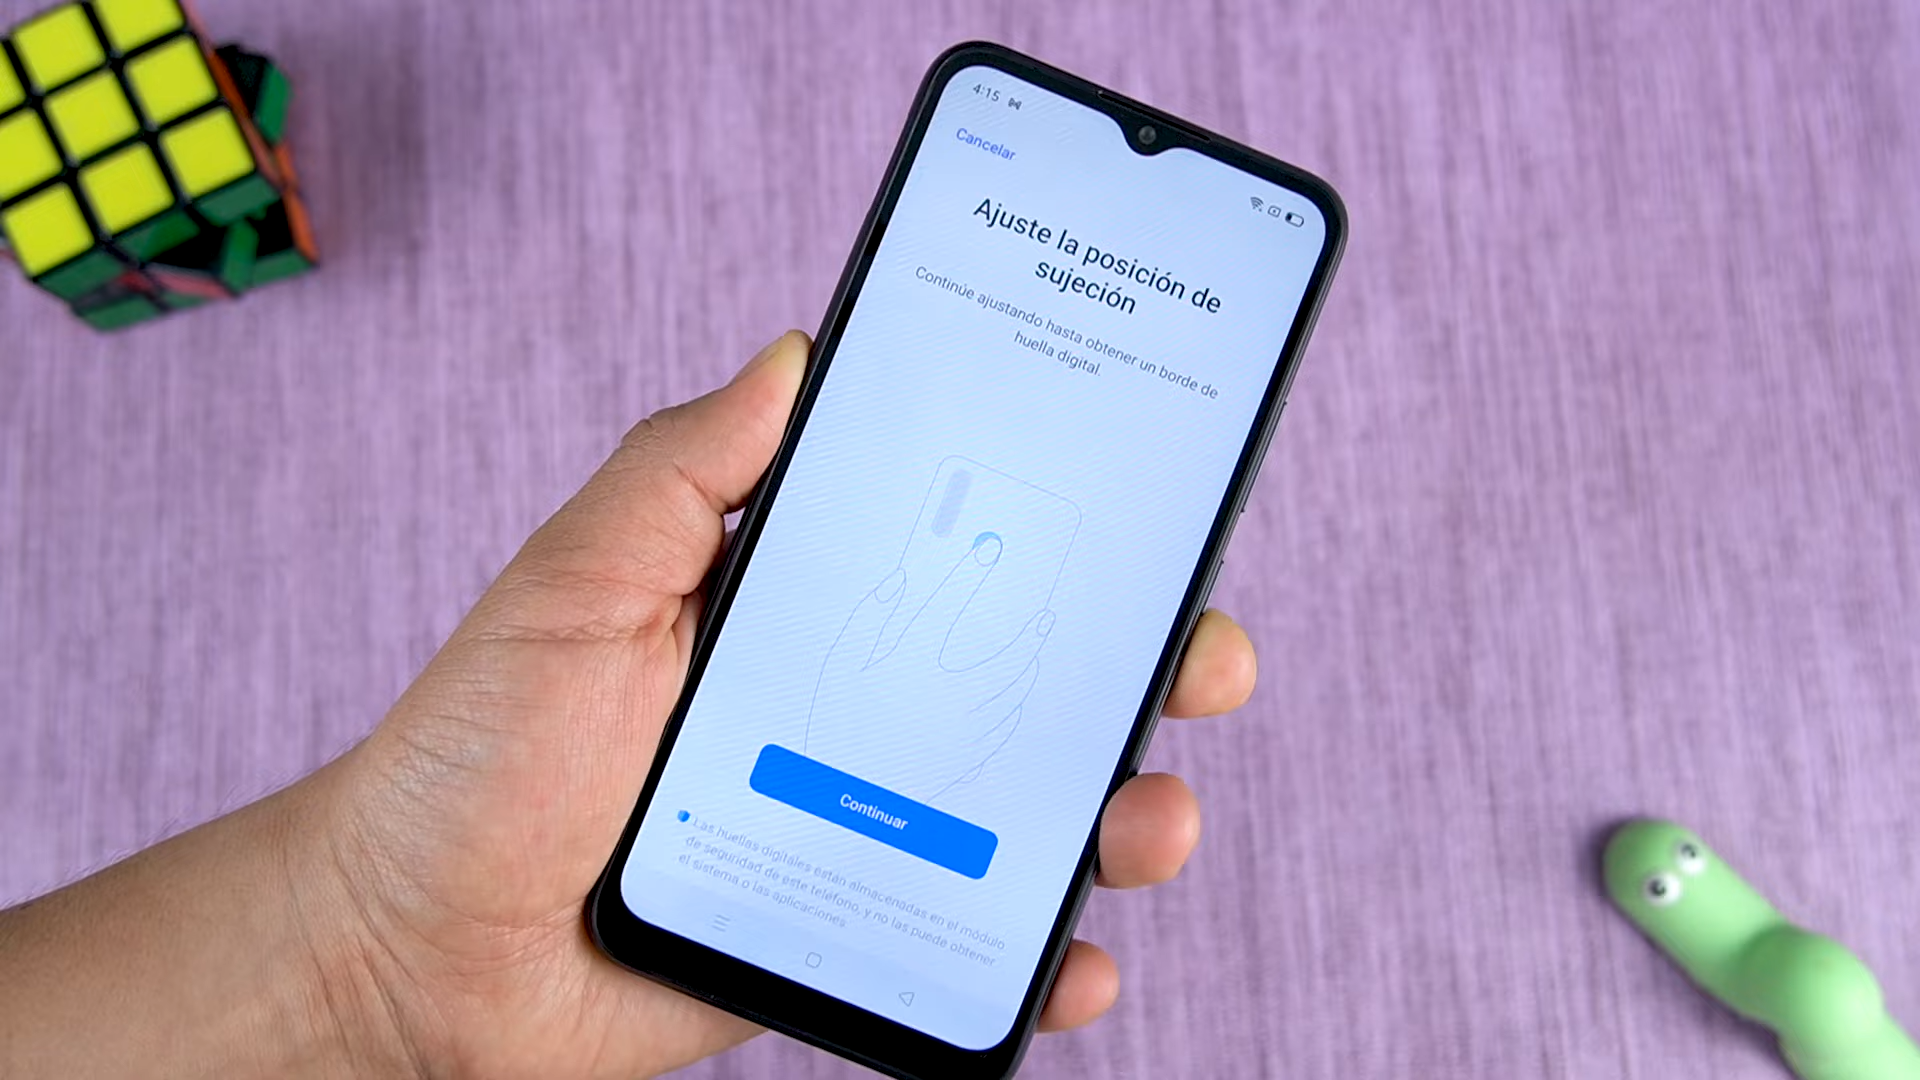 4:15
Cancelar
Ajuste la posición de
sujeción
Continúe ajustando hasta obtener un borde de
huella digital.
Continuar
Las huellas digitales están almacenadas en el módulo
de seguridad de este teléfono, y no las puede obtener
el sistema o las aplicaciones.